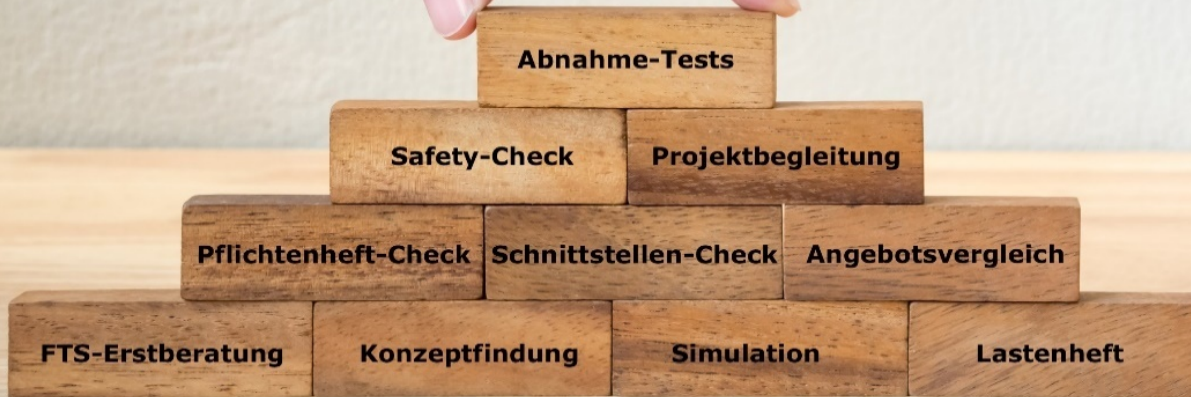 Abnahme-Tests
Safety-Check
Projektbegleitung
Pflichtenheft-Check
Schnittstellen-Check
Angebotsvergleich
FTS-Erstberatung
Konzeptfindung
Simulation
Lastenheft